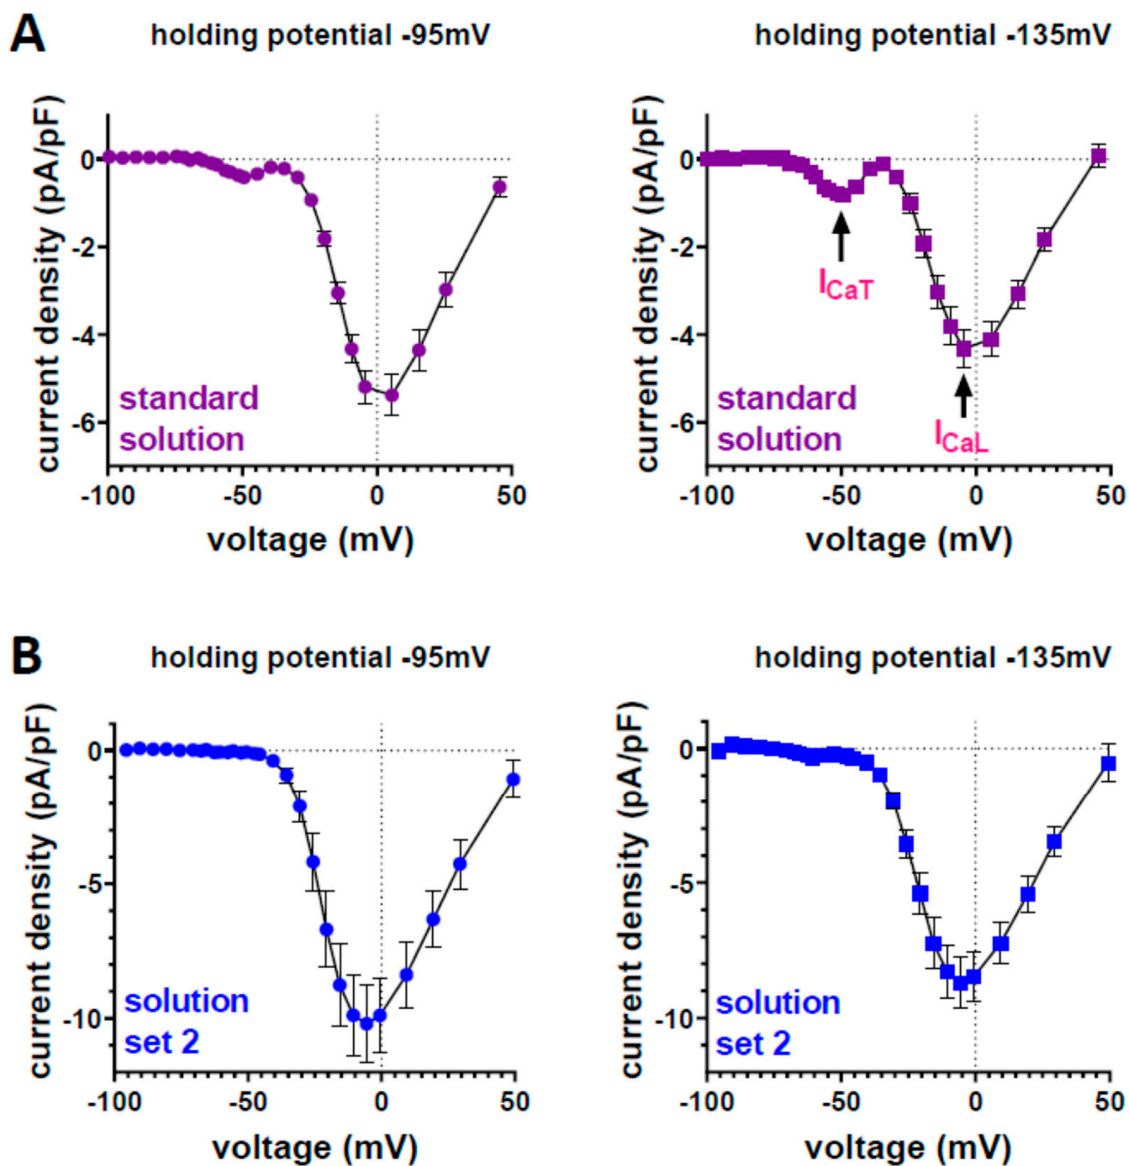 A
holding potential -95mV
holding potential -135mV
current density (pA/pF)
0
-2
-4
-6
standard
solution
-100
-50
0
50
voltage (mV)
current density (pA/pF)
0
-2
-4
-6
I_CaT
I_CaL
standard
solution
-100
-50
0
50
voltage (mV)
B
holding potential -95mV
holding potential -135mV
current density (pA/pF)
0
-5
-10
solution
set 2
-100
-50
0
50
voltage (mV)
current density (pA/pF)
0
-5
-10
solution
set 2
-100
-50
0
50
voltage (mV)